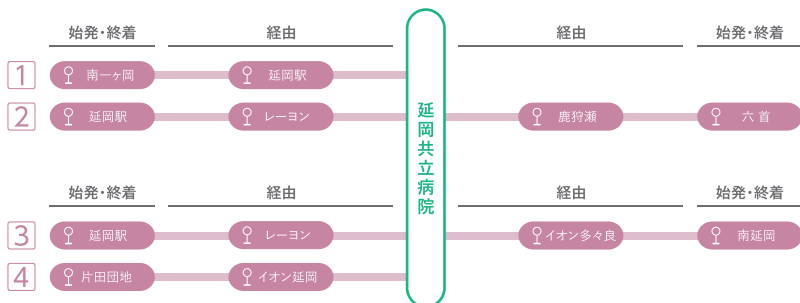 始発・終着 経由 経由 始発・終着
1 南一ヶ岡 延岡駅
2 延岡駅 レーヨン 鹿狩瀬 六首
延岡共立病院
始発・終着 経由 経由 始発・終着
3 延岡駅 レーヨン イオン多々良 南延岡
4 片田団地 イオン延岡